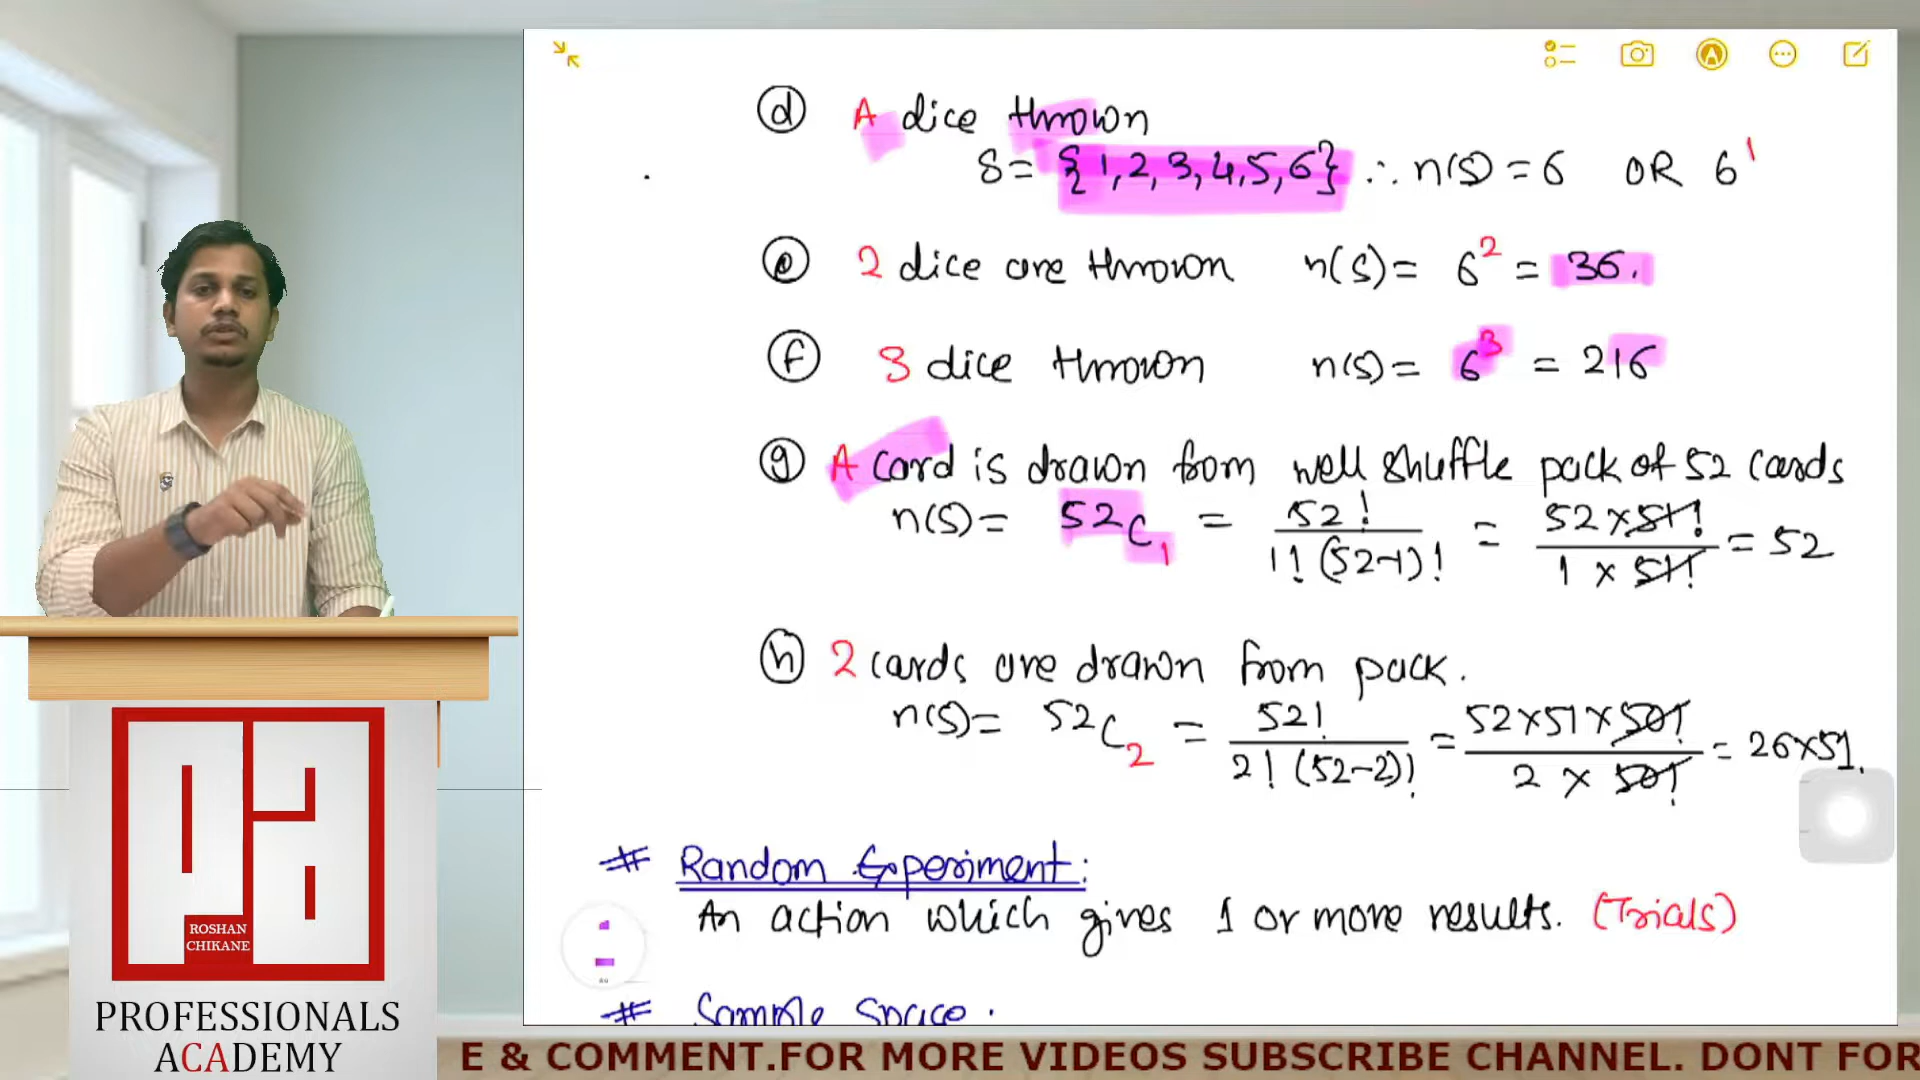 ⓓ A dice thrown
S = {1,2,3,4,5,6} ∴ n(S) = 6 OR 6¹
ⓔ 2 dice are thrown n(S) = 6² = 36.
ⓕ 3 dice thrown n(S) = 6³ = 216
ⓖ A card is drawn from well shuffle pack of 52 cards
n(S) = 52C₁ = 52! / 1!(52-1)! = 52×51! / 1×51! = 52
ⓗ 2 cards are drawn from pack.
n(S) = 52C₂ = 52! / 2!(52-2)! = 52×51×50! / 2×50! = 26×51.
# Random Experiment:
An action which gives 1 or more results. (Trials)
# Sample Space:
ROSHAN
CHIKANE
PROFESSIONALS
ACADEMY
E & COMMENT.FOR MORE VIDEOS SUBSCRIBE CHANNEL. DONT FOR